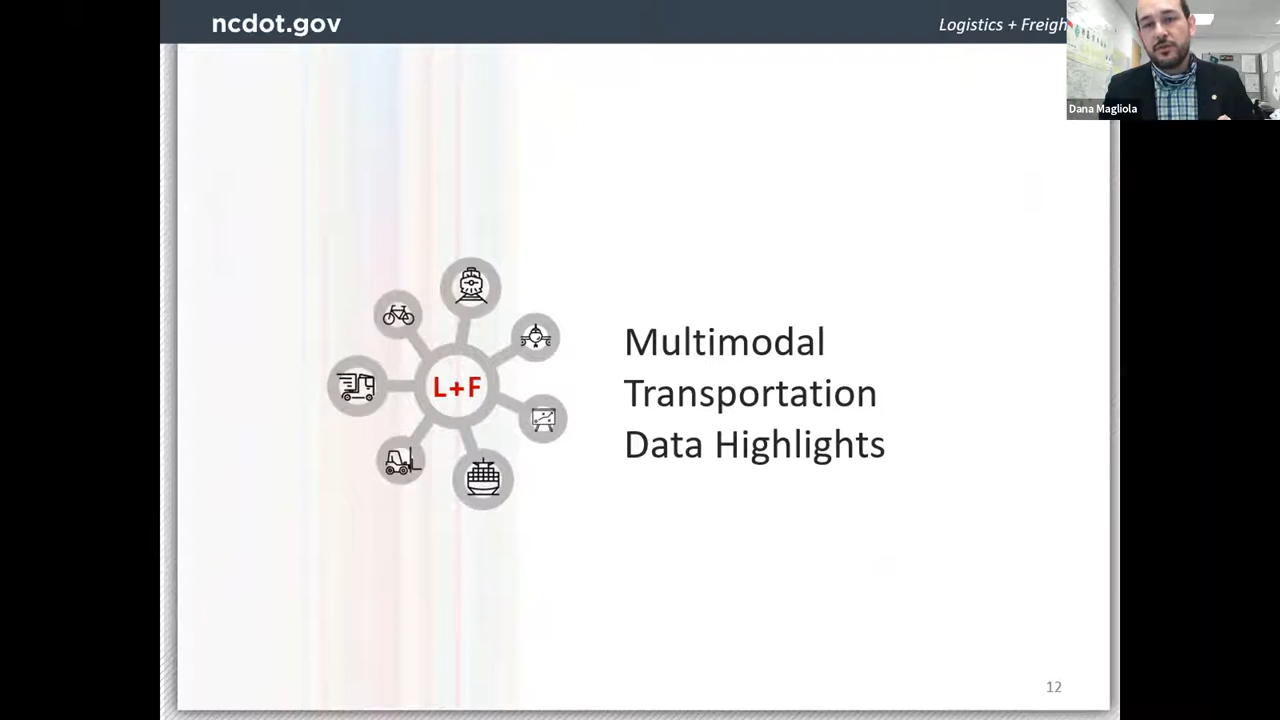 ncdot.gov
Logistics + Freigh
Dana Magliola
L+F
Multimodal
Transportation
Data Highlights
12